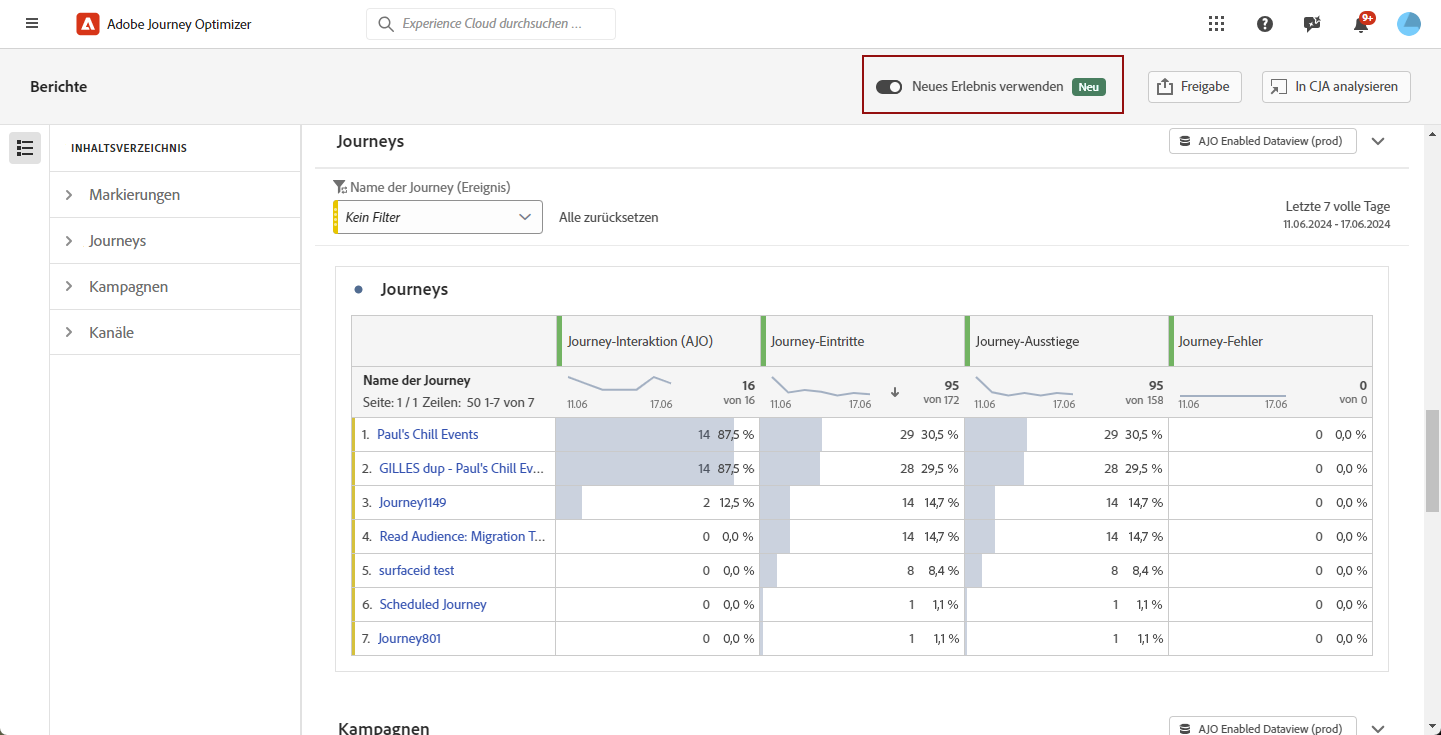 Adobe Journey Optimizer
Experience Cloud durchsuchen ...
9+
Berichte
Neues Erlebnis verwenden Neu
Freigabe
In CJA analysieren
INHALTSVERZEICHNIS
Markierungen
Journeys
Kampagnen
Kanäle
Journeys
AJO Enabled Dataview (prod)
Name der Journey (Ereignis)
Kein Filter
Alle zurücksetzen
Letzte 7 volle Tage
11.06.2024 - 17.06.2024
Journeys
Journey-Interaktion (AJO) Journey-Eintritte Journey-Ausstiege Journey-Fehler
Name der Journey 16 95 95 0
Seite: 1 / 1 Zeilen: 50 1-7 von 7 11.06 17.06 von 16 11.06 17.06 von 172 11.06 17.06 von 158 11.06 17.06 von 0
1. Paul's Chill Events 14 87,5 % 29 30,5 % 29 30,5 % 0 0,0 %
2. GILLES dup - Paul's Chill Ev... 14 87,5 % 28 29,5 % 28 29,5 % 0 0,0 %
3. Journey1149 2 12,5 % 14 14,7 % 14 14,7 % 0 0,0 %
4. Read Audience: Migration T... 0 0,0 % 14 14,7 % 14 14,7 % 0 0,0 %
5. surfaceid test 0 0,0 % 8 8,4 % 8 8,4 % 0 0,0 %
6. Scheduled Journey 0 0,0 % 1 1,1 % 1 1,1 % 0 0,0 %
7. Journey801 0 0,0 % 1 1,1 % 1 1,1 % 0 0,0 %
Kampagnen
AJO Enabled Dataview (prod)